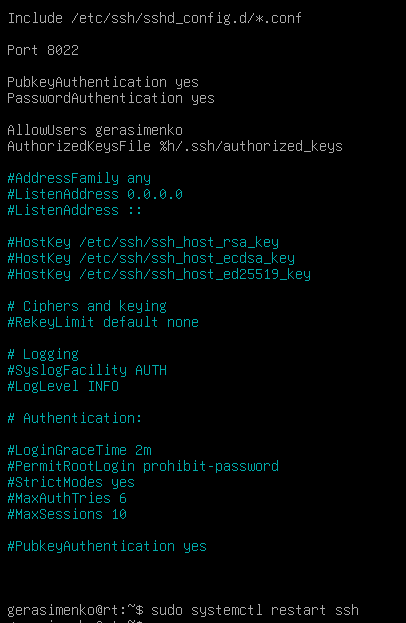 Include /etc/ssh/sshd_config.d/*.conf
Port 8022
PubkeyAuthentication yes
PasswordAuthentication yes
AllowUsers gerasimenko
AuthorizedKeysFile %h/.ssh/authorized_keys
#AddressFamily any
#ListenAddress 0.0.0.0
#ListenAddress ::
#HostKey /etc/ssh/ssh_host_rsa_key
#HostKey /etc/ssh/ssh_host_ecdsa_key
#HostKey /etc/ssh/ssh_host_ed25519_key
# Ciphers and keying
#RekeyLimit default none
# Logging
#SyslogFacility AUTH
#LogLevel INFO
# Authentication:
#LoginGraceTime 2m
#PermitRootLogin prohibit-password
#StrictModes yes
#MaxAuthTries 6
#MaxSessions 10
#PubkeyAuthentication yes
gerasimenko@rt:~$ sudo systemctl restart ssh
gerasimenko@rt:~$